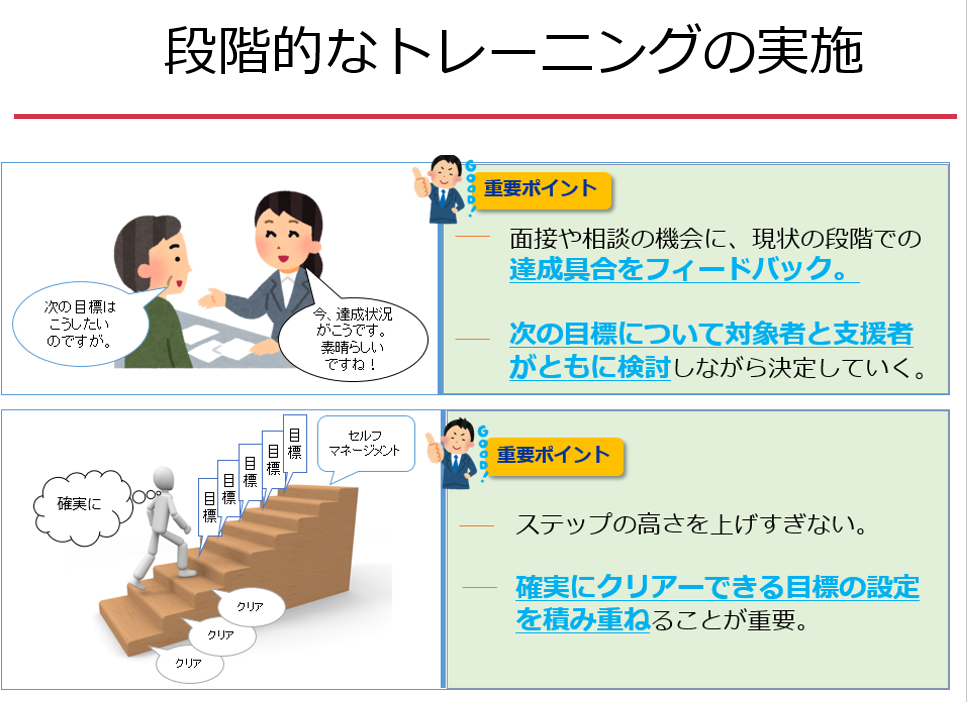 段階的なトレーニングの実施
次の目標は
こうしたい
のですが。
今、達成状況
がこうです。
素晴らしい
ですね！
GOOD!
重要ポイント
面接や相談の機会に、現状の段階での
達成具合をフィードバック。
次の目標について対象者と支援者
がともに検討しながら決定していく。
確実に
目標
目標
目標
目標
目標
セルフ
マネージメント
クリア
クリア
クリア
GOOD!
重要ポイント
ステップの高さを上げすぎない。
確実にクリアーできる目標の設定
を積み重ねることが重要。